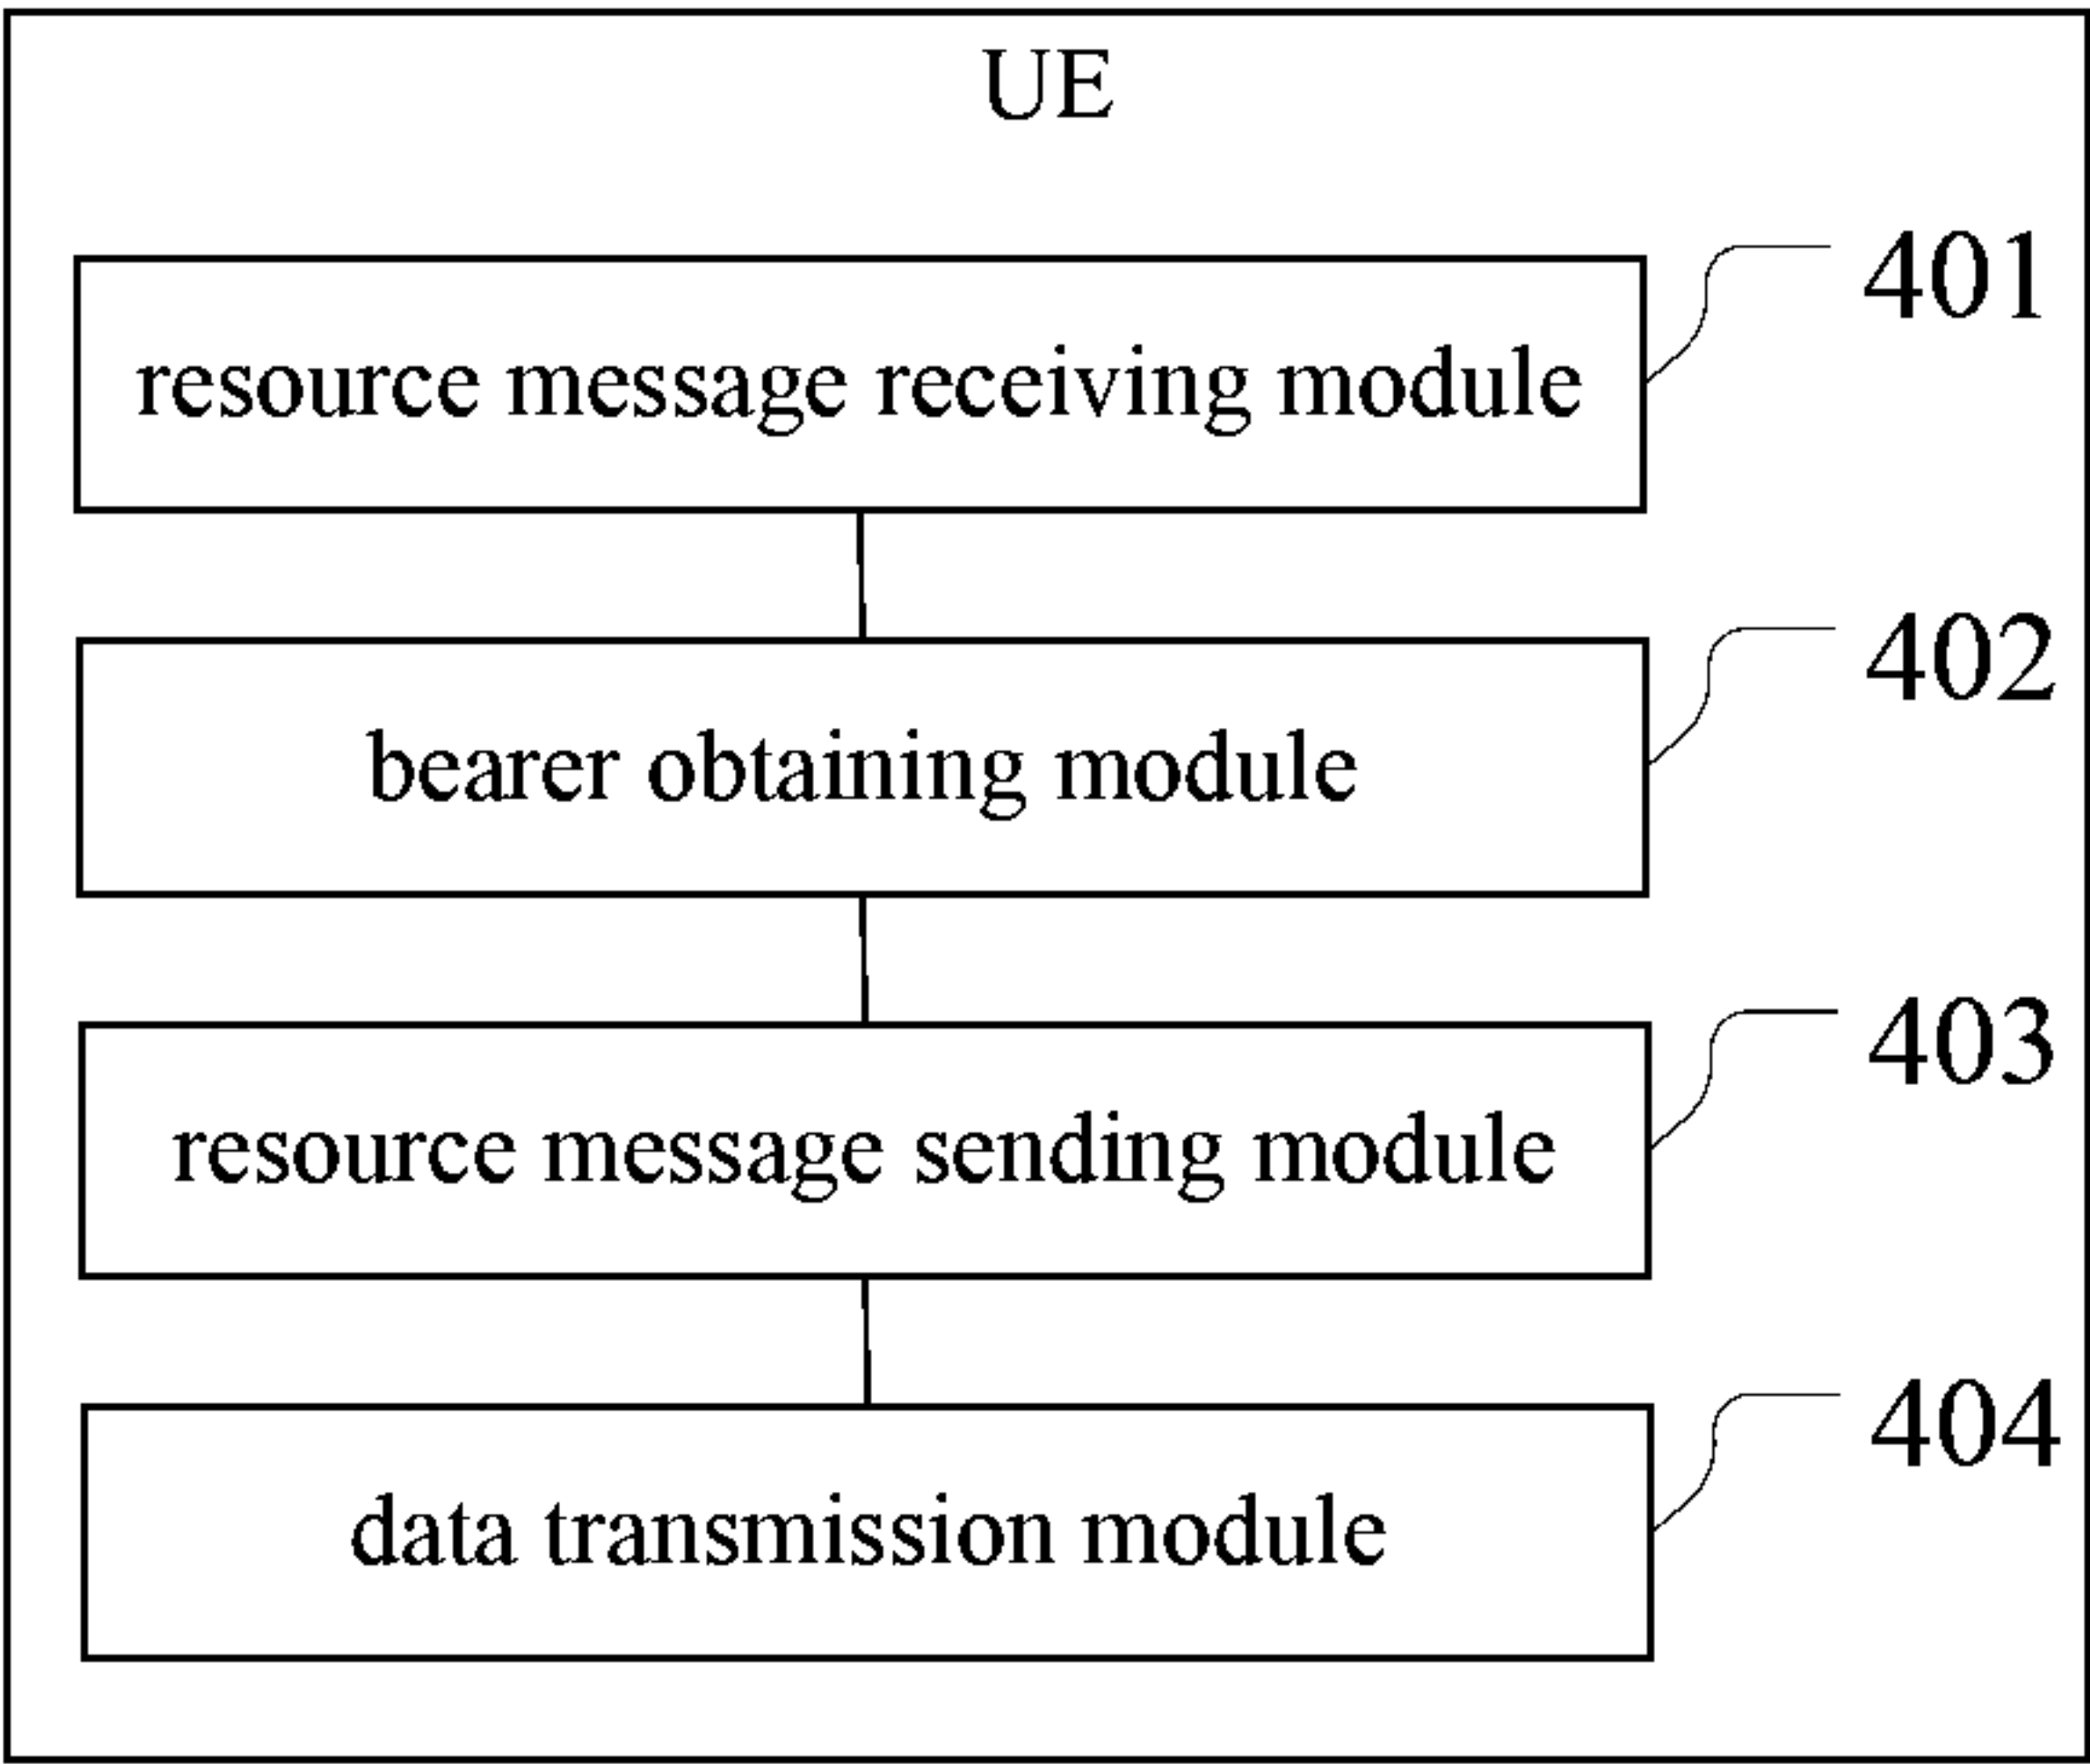 UE
401
resource message receiving module
402
bearer obtaining module
403
resource message sending module
404
data transmission module